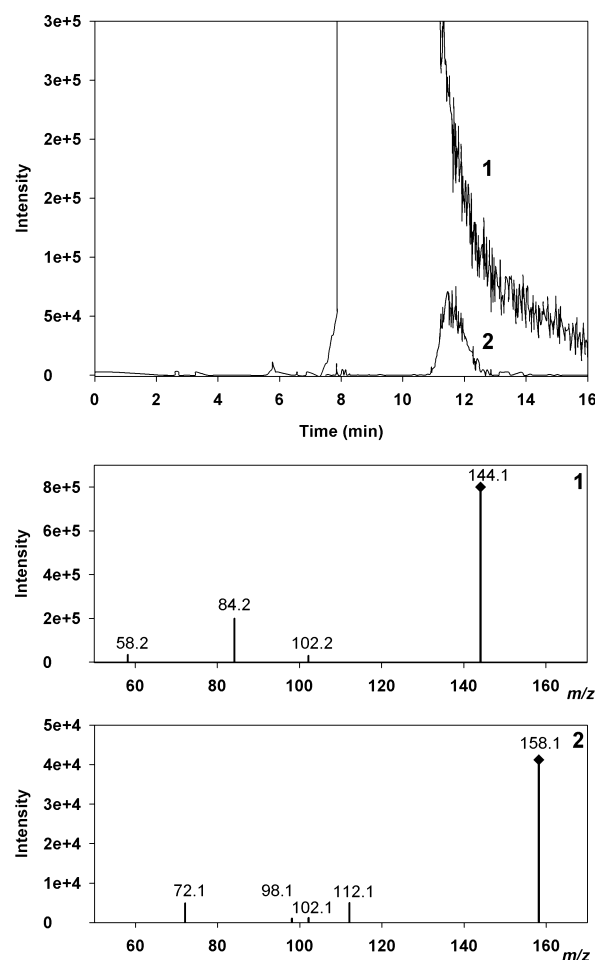 3e+5
3e+5
2e+5
2e+5
1e+5
5e+4
0
Intensity
1
2
0 2 4 6 8 10 12 14 16
Time (min)
144.1
1
8e+5
6e+5
4e+5
2e+5
0
Intensity
84.2
58.2
102.2
60 80 100 120 140 160
m/z
158.1
2
5e+4
4e+4
3e+4
2e+4
1e+4
0
Intensity
72.1
98.1
112.1
102.1
60 80 100 120 140 160
m/z